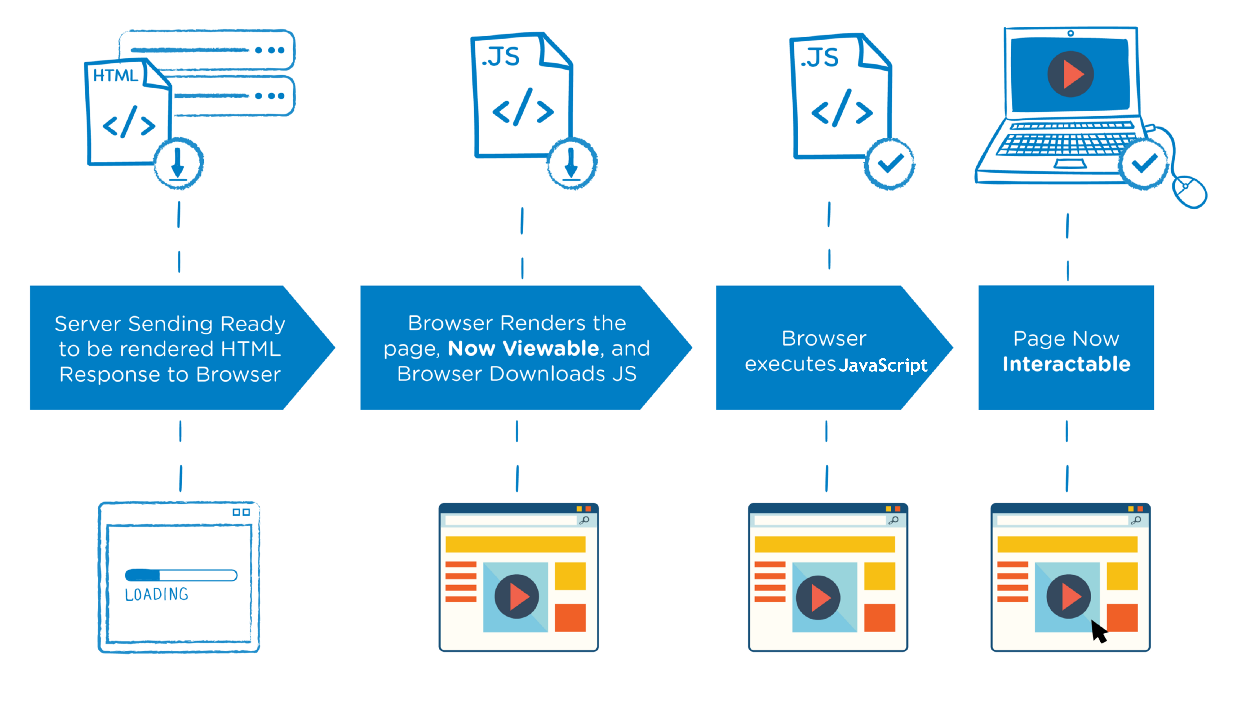 HTML
</>
.JS
</>
.JS
</>
Server Sending Ready
to be rendered HTML
Response to Browser
Browser Renders the
page, Now Viewable, and
Browser Downloads JS
Browser
executes JavaScript
Page Now
Interactable
LOADING